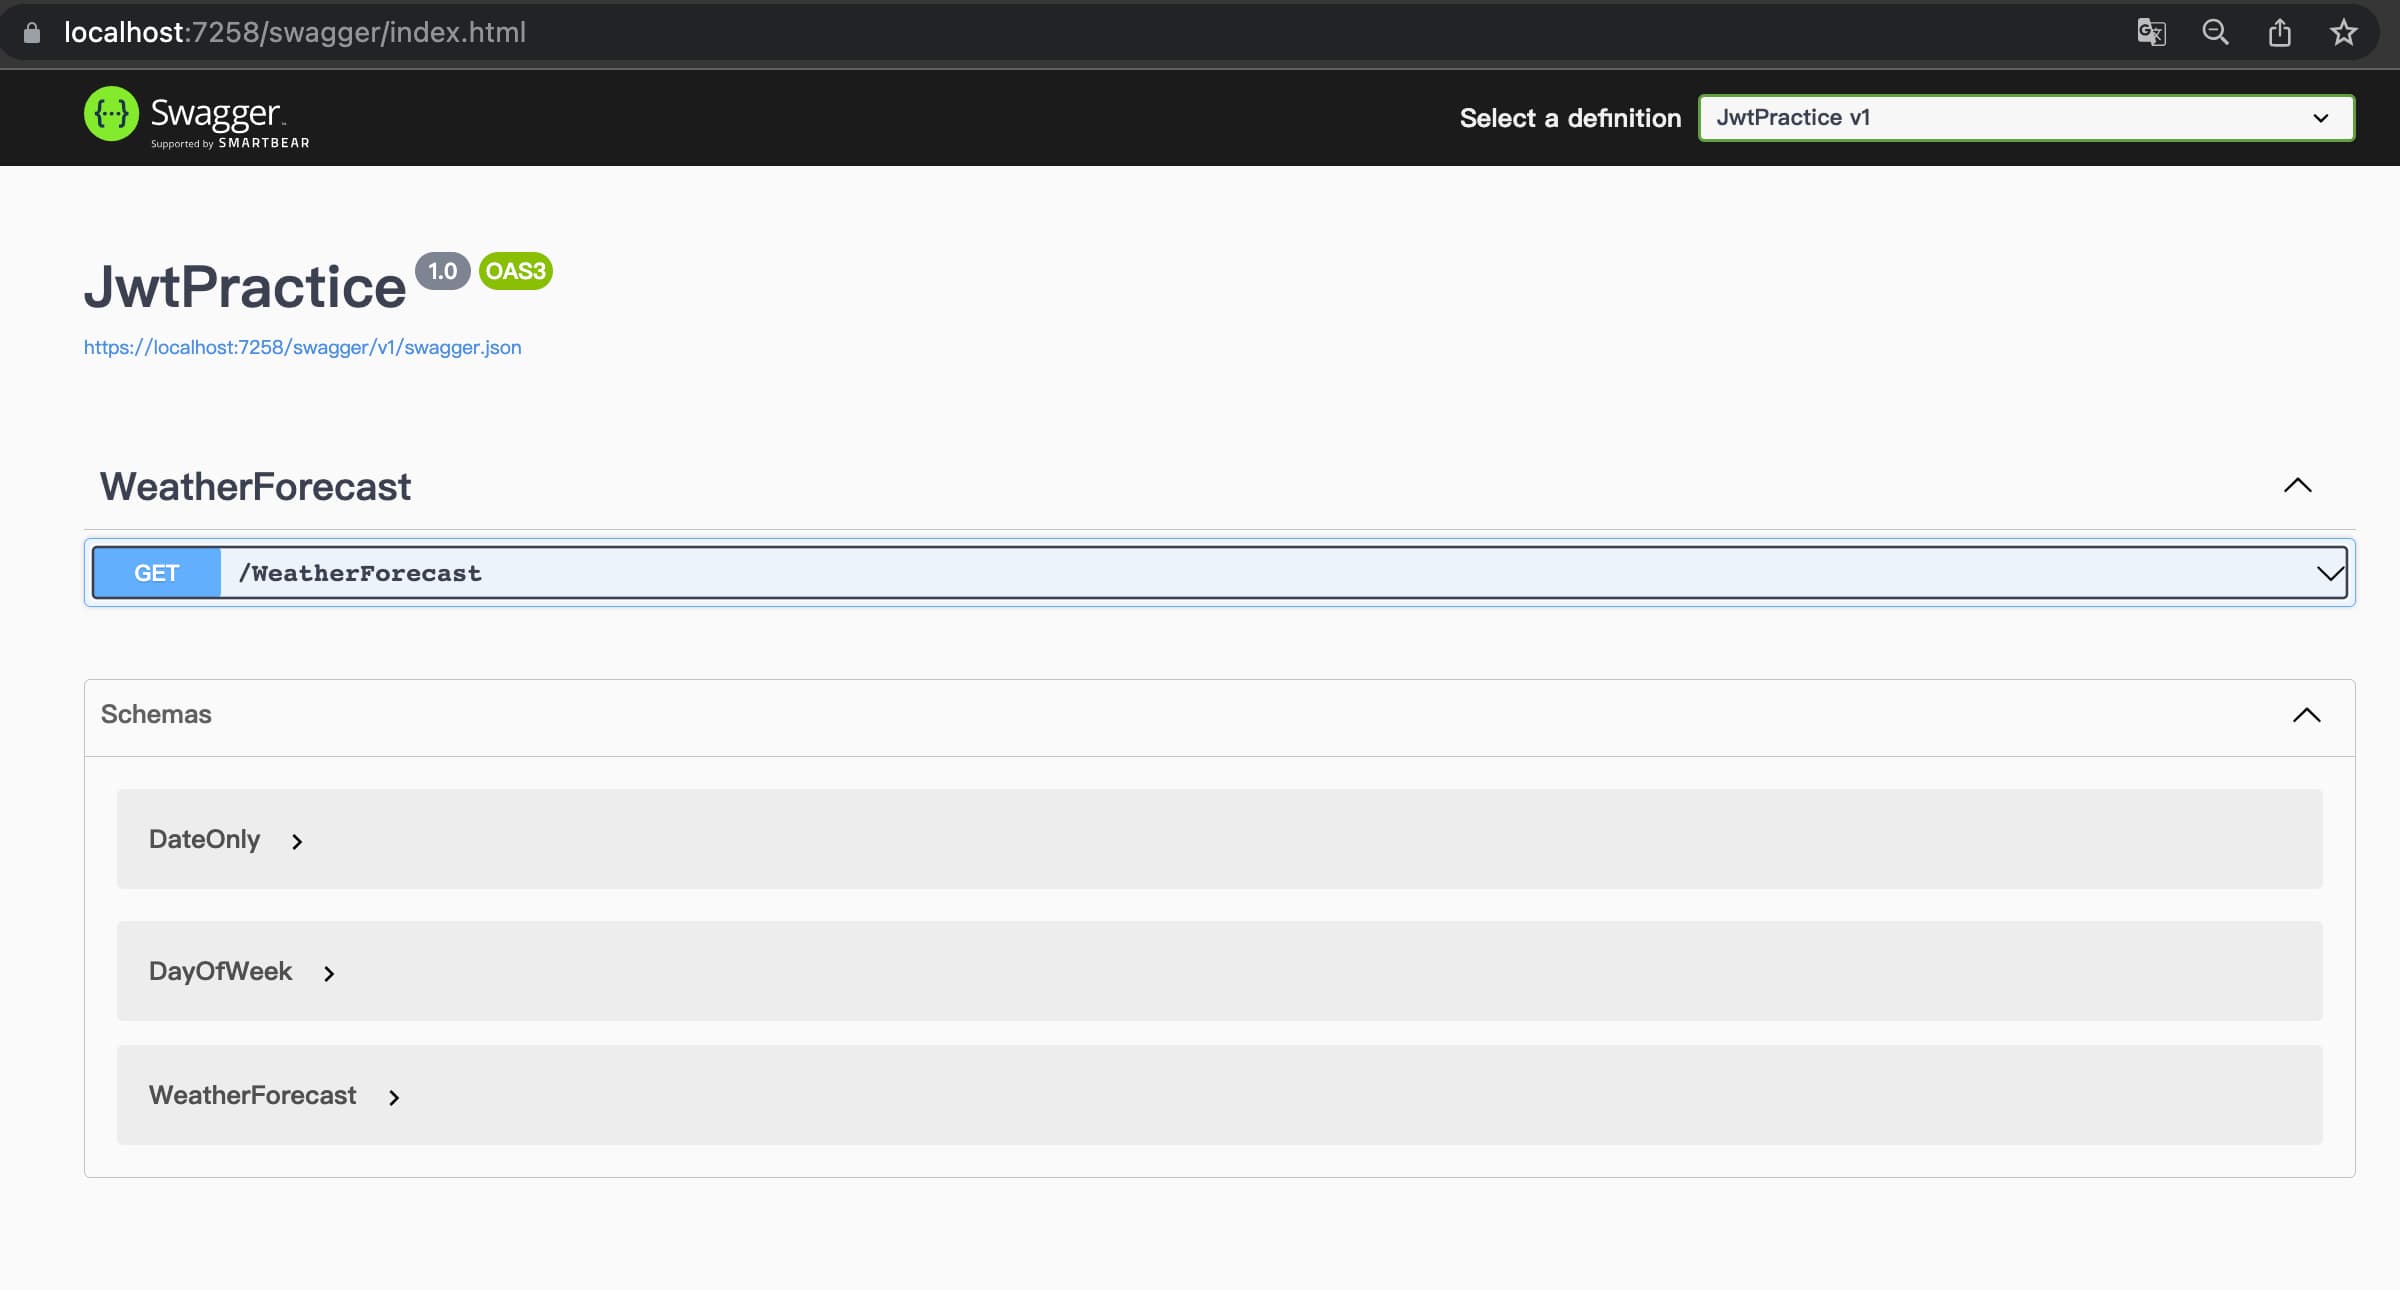 localhost:7258/swagger/index.html
{···} Swagger™
Supported by SMARTBEAR
Select a definition
JwtPractice v1
JwtPractice 1.0 OAS3
https://localhost:7258/swagger/v1/swagger.json
WeatherForecast
GET /WeatherForecast
Schemas
DateOnly
DayOfWeek
WeatherForecast